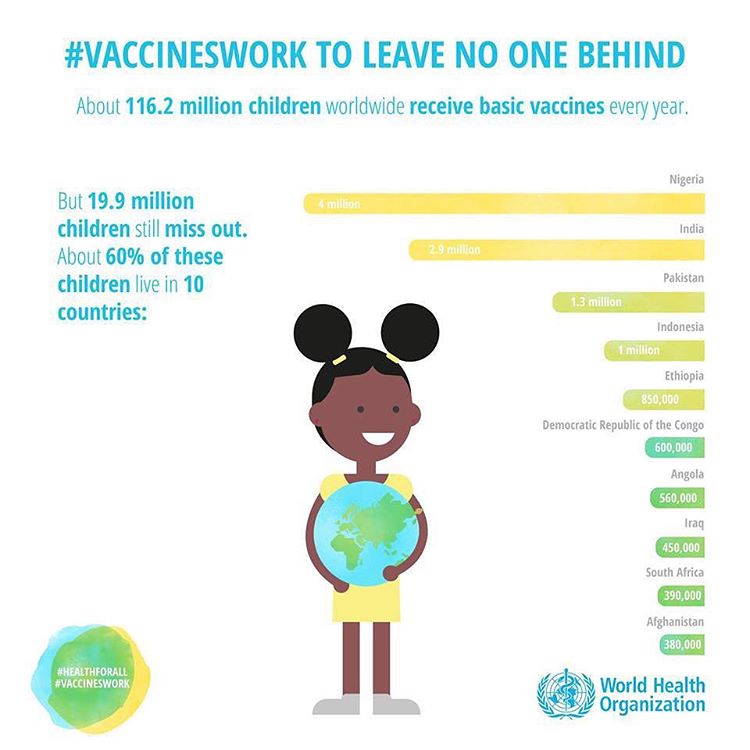 #VACCINESWORK TO LEAVE NO ONE BEHIND
About 116.2 million children worldwide receive basic vaccines every year.
But 19.9 million
children still miss out.
About 60% of these
children live in 10
countries:
Nigeria
4 million
India
2.9 million
Pakistan
1.3 million
Indonesia
1 million
Ethiopia
850,000
Democratic Republic of the Congo
600,000
Angola
560,000
Iraq
450,000
South Africa
390,000
Afghanistan
380,000
#HEALTHFORALL
#VACCINESWORK
World Health
Organization